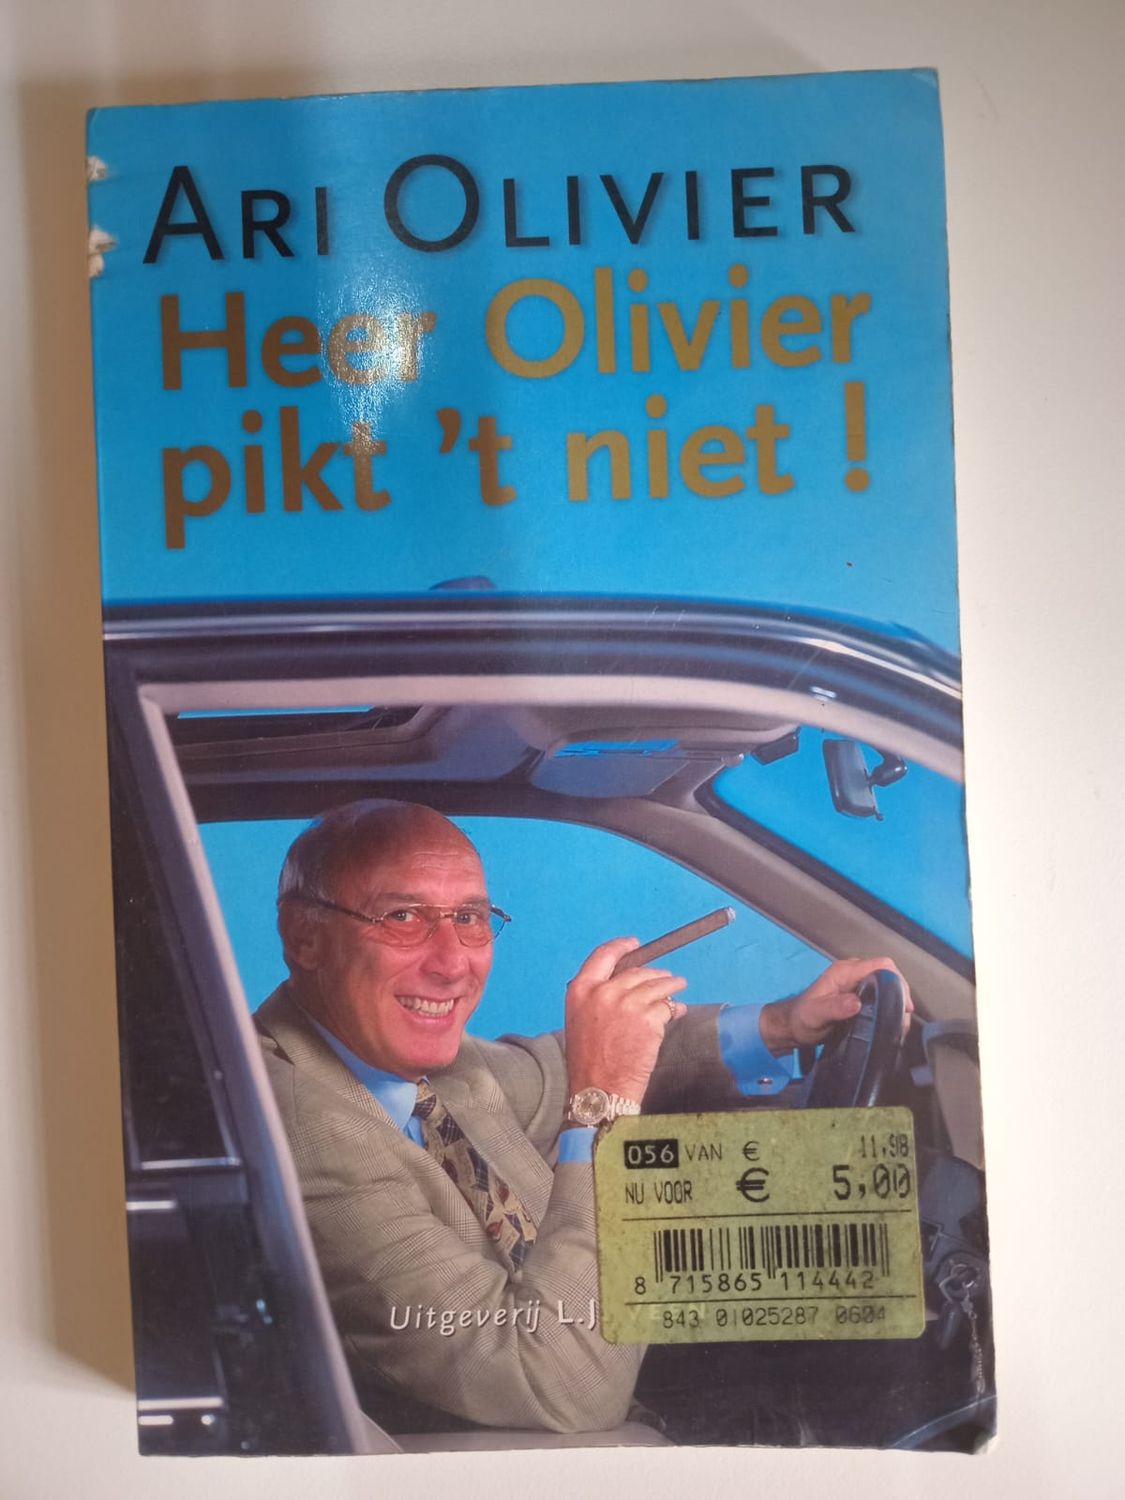 ARI OLIVIER
Heer Olivier
pikt 't niet !
056 VAN € 11,98
NU VOOR € 5,00
8 715865 114442
843 01025287 0604
Uitgeverij L.J